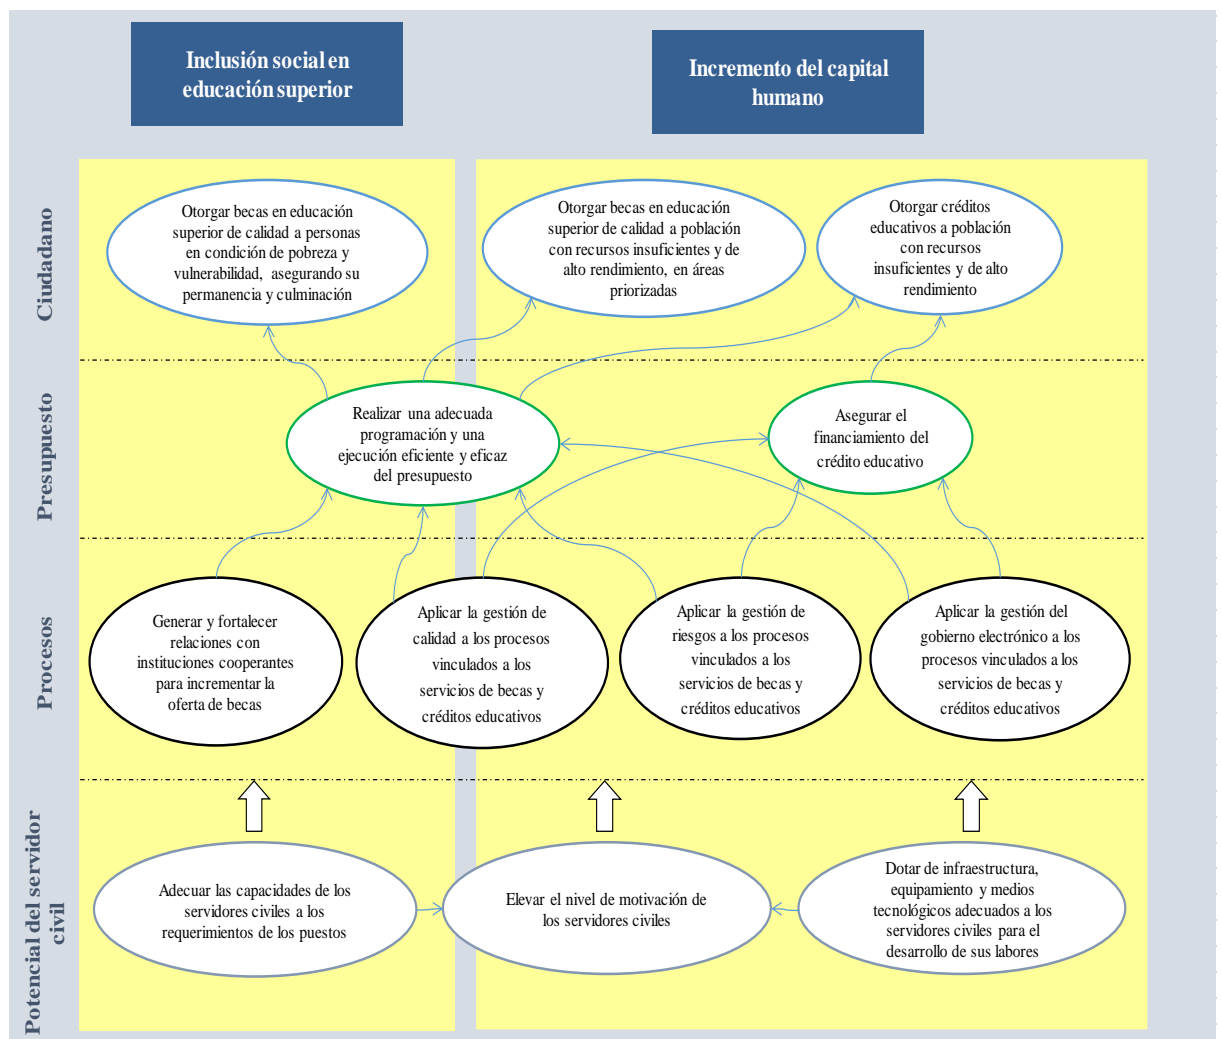 Inclusión social en
educación superior
Incremento del capital
humano
Ciudadano
Otorgar becas en educación
superior de calidad a personas
en condición de pobreza y
vulnerabilidad, asegurando su
permanencia y culminación
Otorgar becas en educación
superior de calidad a población
con recursos insuficientes y de
alto rendimiento, en áreas
priorizadas
Otorgar créditos
educativos a población
con recursos
insuficientes y de alto
rendimiento
Presupuesto
Realizar una adecuada
programación y una
ejecución eficiente y eficaz
del presupuesto
Asegurar el
financiamiento del
crédito educativo
Procesos
Generar y fortalecer
relaciones con
instituciones cooperantes
para incrementar la
oferta de becas
Aplicar la gestión de
calidad a los procesos
vinculados a los
servicios de becas y
créditos educativos
Aplicar la gestión de
riesgos a los procesos
vinculados a los
servicios de becas y
créditos educativos
Aplicar la gestión del
gobierno electrónico a los
procesos vinculados a los
servicios de becas y
créditos educativos
Potencial del servidor
civil
Adecuar las capacidades de los
servidores civiles a los
requerimientos de los puestos
Elevar el nivel de motivación de
los servidores civiles
Dotar de infraestructura,
equipamiento y medios
tecnológicos adecuados a los
servidores civiles para el
desarrollo de sus labores